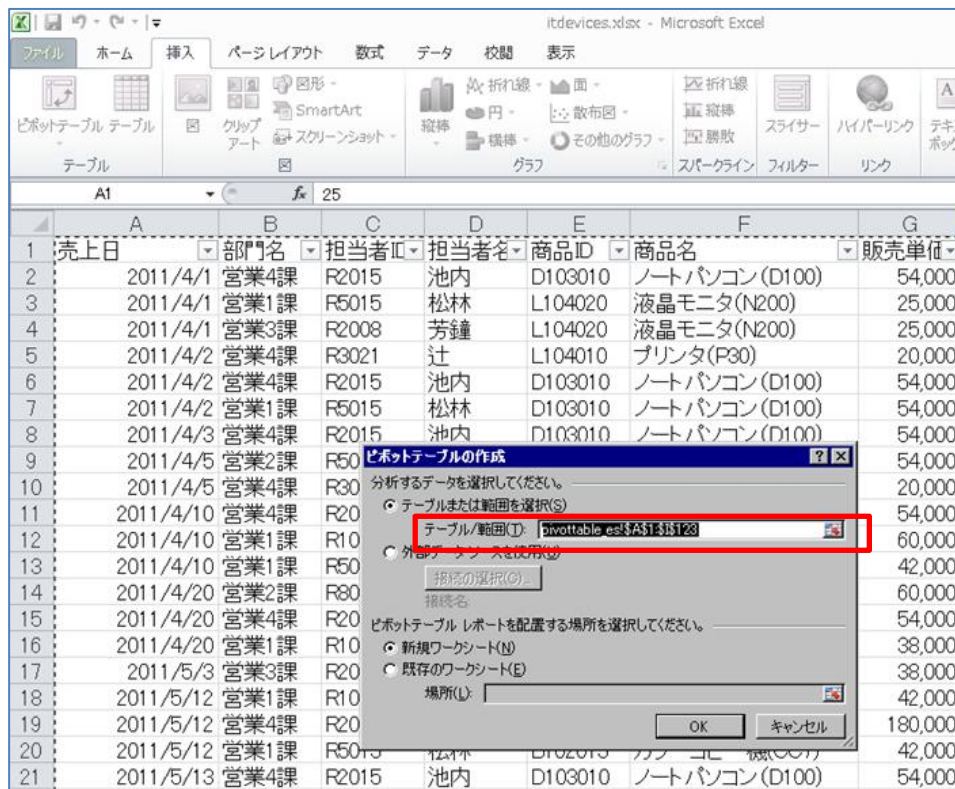 itdevices.xlsx - Microsoft Excel
ファイル ホーム 挿入 ページ レイアウト 数式 データ 校閲 表示
ピボットテーブル テーブル 図 クリップアート 図形 SmartArt スクリーンショット 縦棒 折れ線 円 横棒 面 散布図 その他のグラフ 折れ線 縦棒 勝敗 スライサー ハイパーリンク
テーブル 図 グラフ スパークライン フィルター リンク
A1 fx 25
A B C D E F G
1 売上日 部門名 担当者ID 担当者名 商品ID 商品名 販売単価
2 2011/4/1 営業4課 R2015 池内 D103010 ノートパソコン(D100) 54,000
3 2011/4/1 営業1課 R5015 松林 L104020 液晶モニタ(N200) 25,000
4 2011/4/1 営業3課 R2008 芳鐘 L104020 液晶モニタ(N200) 25,000
5 2011/4/2 営業4課 R3021 辻 L104010 プリンタ(P30) 20,000
6 2011/4/2 営業4課 R2015 池内 D103010 ノートパソコン(D100) 54,000
7 2011/4/2 営業1課 R5015 松林 D103010 ノートパソコン(D100) 54,000
8 2011/4/3 営業4課 R2015 池内 D103010 ノートパソコン(D100) 54,000
9 2011/4/5 営業2課 R50 54,000
10 2011/4/5 営業4課 R30 20,000
11 2011/4/10 営業4課 R20 54,000
12 2011/4/10 営業1課 R10 60,000
13 2011/4/10 営業1課 R50 42,000
14 2011/4/20 営業2課 R80 60,000
15 2011/4/20 営業4課 R20 54,000
16 2011/4/20 営業1課 R10 38,000
17 2011/5/3 営業3課 R20 38,000
18 2011/5/12 営業1課 R10 42,000
19 2011/5/12 営業4課 R20 180,000
20 2011/5/12 営業1課 R5015 松林 D102015 42,000
21 2011/5/13 営業4課 R2015 池内 D103010 ノートパソコン(D100) 54,000
ピボットテーブルの作成
分析するデータを選択してください。
テーブルまたは範囲を選択(S)
テーブル/範囲(T): pivottable_es!$A$1:$I$123
外部データソースを使用(U)
接続の選択(C)...
接続名
ピボットテーブル レポートを配置する場所を選択してください。
新規ワークシート(N)
既存のワークシート(E)
場所(L):
OK キャンセル